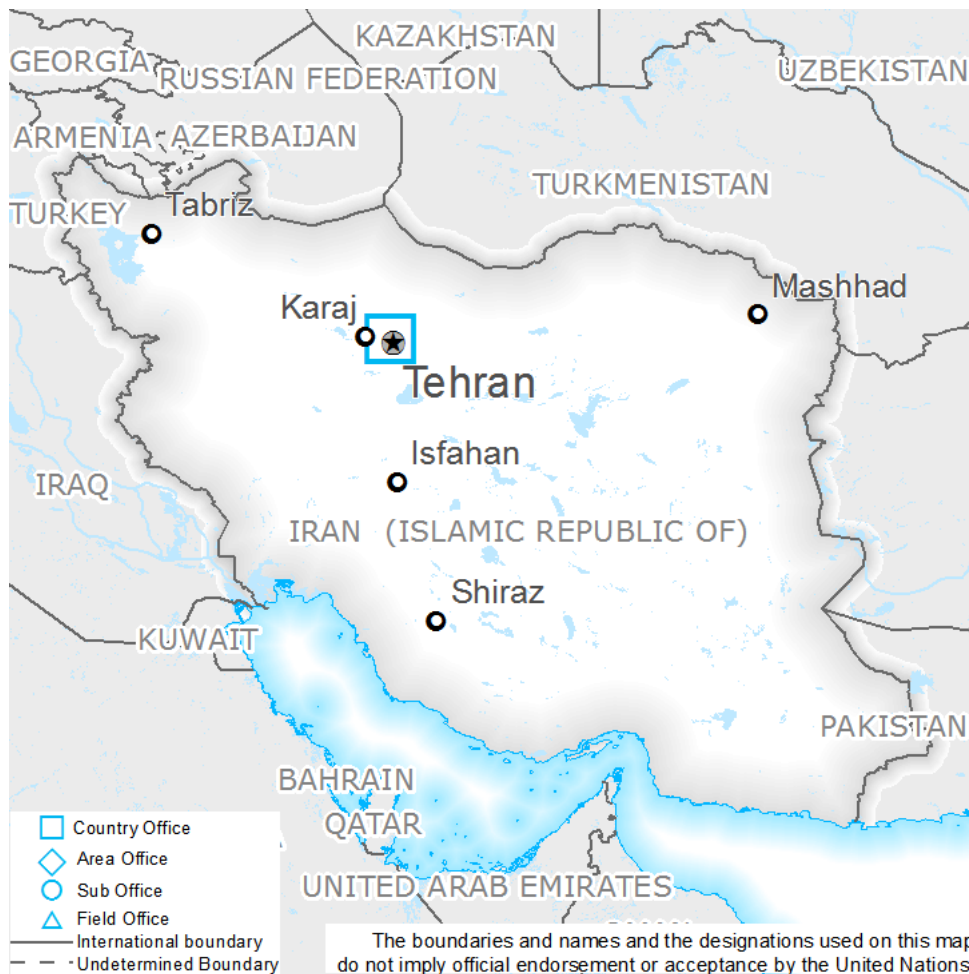 KAZAKHSTAN
GEORGIA
RUSSIAN FEDERATION
UZBEKISTAN
ARMENIA
AZERBAIJAN
TURKMENISTAN
TURKEY
Tabriz
Mashhad
Karaj
Tehran
Isfahan
IRAQ
IRAN (ISLAMIC REPUBLIC OF)
Shiraz
KUWAIT
PAKISTAN
BAHRAIN
QATAR
UNITED ARAB EMIRATES
Country Office
Area Office
Sub Office
Field Office
International boundary
Undetermined Boundary
The boundaries and names and the designations used on this map
do not imply official endorsement or acceptance by the United Nations